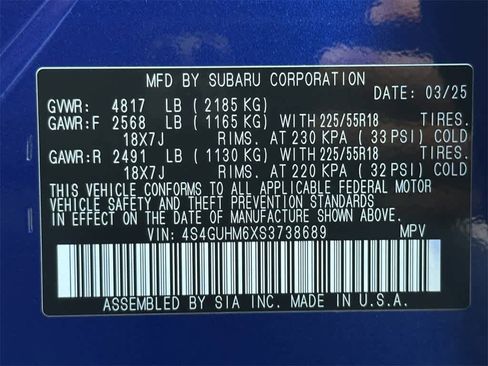 MFD BY SUBARU CORPORATION
DATE: 03/25
GVWR: 4817 LB (2185 KG)
GAWR:F 2568 LB (1165 KG) WITH 225/55R18 TIRES.
18X7J RIMS. AT 230 KPA (33 PSI) COLD
GAWR:R 2491 LB (1130 KG) WITH 225/55R18 TIRES.
18X7J RIMS. AT 220 KPA (32 PSI) COLD
THIS VEHICLE CONFORMS TO ALL APPLICABLE FEDERAL MOTOR
VEHICLE SAFETY AND THEFT PREVENTION STANDARDS
IN EFFECT ON THE DATE OF MANUFACTURE SHOWN ABOVE.
VIN: 4S4GUHM6XS3738689 MPV
ASSEMBLED BY SIA INC. MADE IN U.S.A.